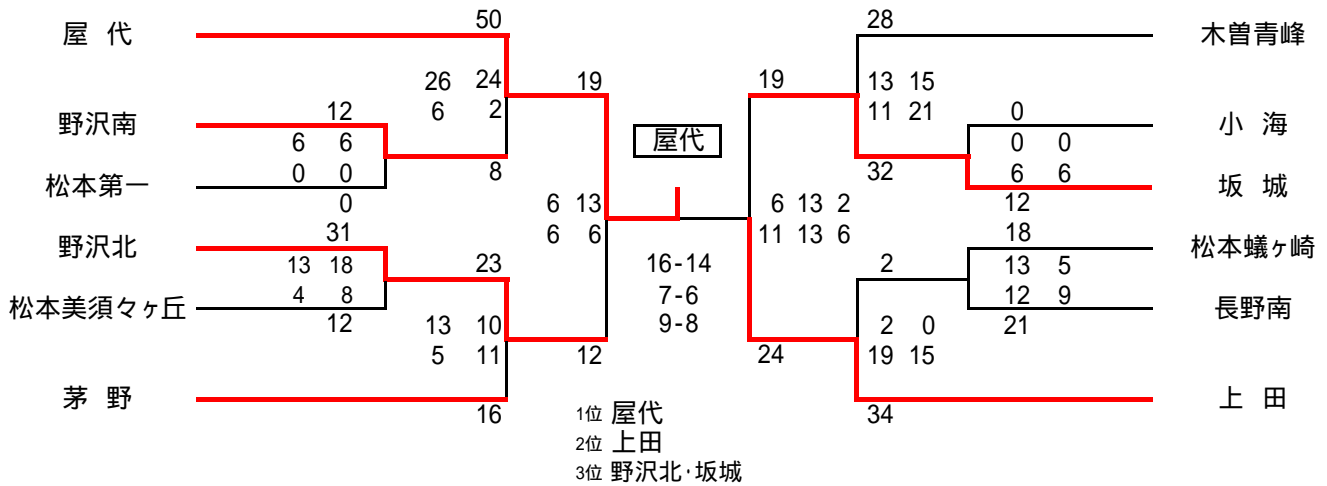 50 28
屋 代 木曽青峰
26 24 19 19 13 15
6 2 11 21
12 0
野沢南 屋代 小 海
6 6 0 0
0 0 8 32 6 6
松本第一 坂 城
0 6 13 6 13 2 12
31 6 6 11 13 6 18
野沢北 松本蟻ヶ崎
13 18 23 16-14 2 13 5
4 8 7-6 12 9
松本美須々ヶ丘 長野南
12 13 10 9-8 2 0 21
5 11 12 24 19 15
茅 野 上 田
16 34
1位 屋代
2位 上田
3位 野沢北·坂城